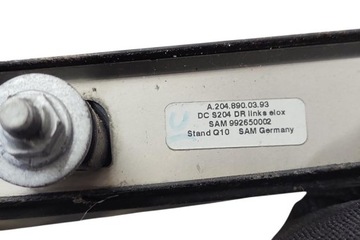 A.204.890.03.93
DC S204 DR links elox
SAM 992650002
Stand Q10 SAM Germany